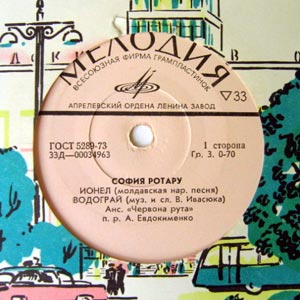 МЕЛОДИЯ
ВСЕСОЮЗНАЯ ФИРМА ГРАМПЛАСТИНОК
▽33
АПРЕЛЕВСКИЙ ОРДЕНА ЛЕНИНА ЗАВОД
ГОСТ 5289-73
33Д—00034963
1 сторона
Гр. 3. 0-70
СОФИЯ РОТАРУ
ИОНЕЛ (молдавская нар. песня)
ВОДОГРАЙ (муз. и сл. В. Ивасюка)
Анс. «Червона рута»
п. р. А. Евдокименко